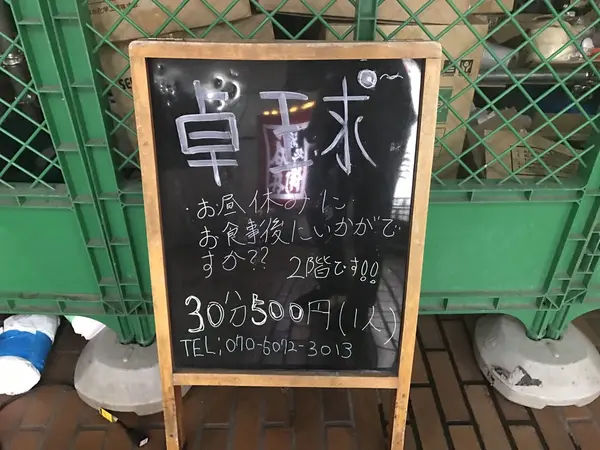 卓球
・お昼休みに
お食事後にいかがで
すか?? 2階です!!
30分500円(1人)
TEL;070-6072-3013